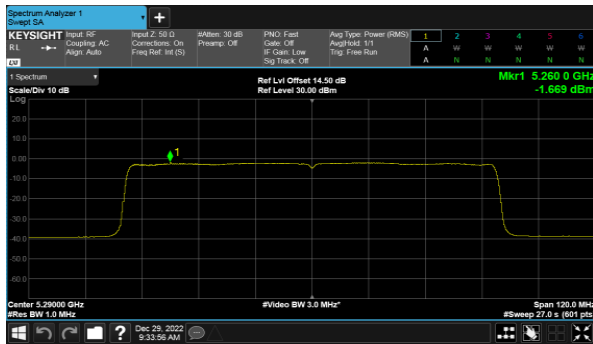 Spectrum Analyzer 1
Swept SA
+
KEYSIGHT
RL
Input: RF
Coupling: AC
Align: Auto
Input Z: 50 Ω
Corrections: On
Freq Ref: Int (S)
#Atten: 30 dB
Preamp: Off
PNO: Fast
Gate: Off
IF Gain: Low
Sig Track: Off
Avg Type: Power (RMS)
Avg|Hold: 1/1
Trig: Free Run
1 2 3 4 5 6
A W W W W W
A N N N N N
LW
1 Spectrum
Scale/Div 10 dB
Ref Lvl Offset 14.50 dB
Ref Level 30.00 dBm
Mkr1 5.260 0 GHz
-1.669 dBm
Log
20.0
10.0
0.00
-10.0
-20.0
-30.0
-40.0
-50.0
-60.0
1
Center 5.29000 GHz
#Video BW 3.0 MHz*
Span 120.0 MHz
#Res BW 1.0 MHz
#Sweep 27.0 s (601 pts)
?
Dec 29, 2022
9:33:56 AM